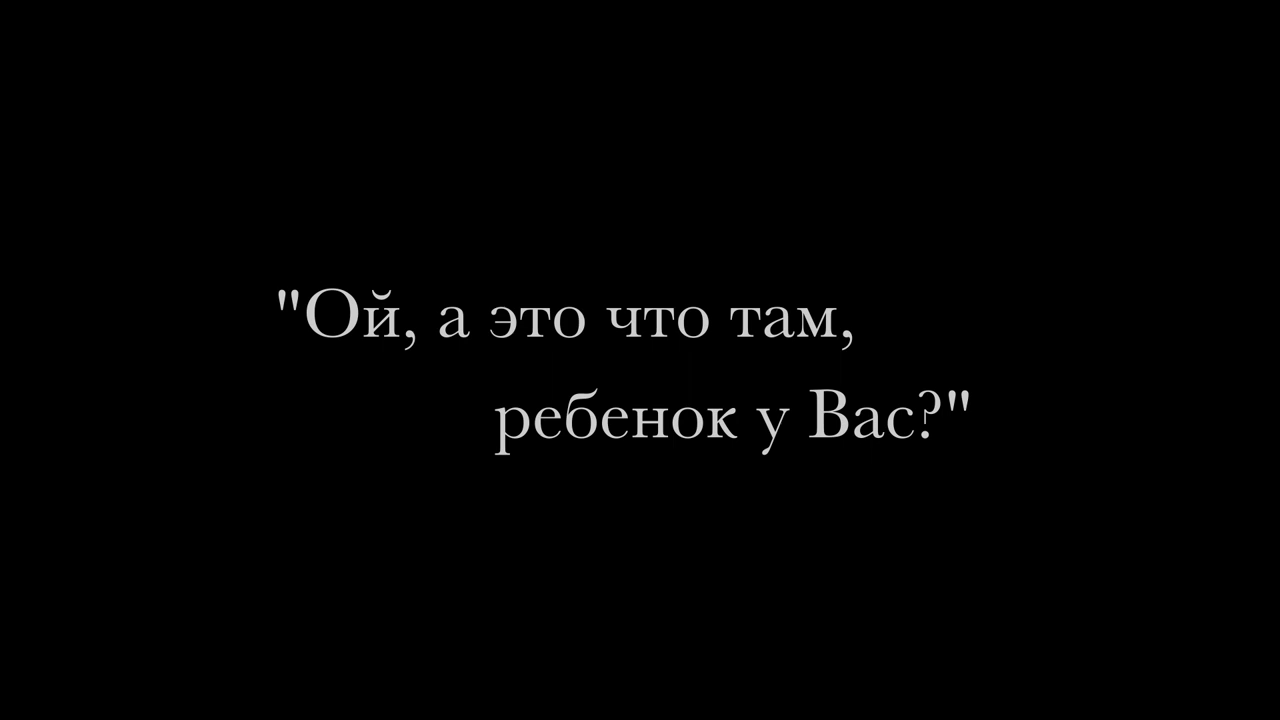 "Ой, а это что там,
ребенок у Вас?"